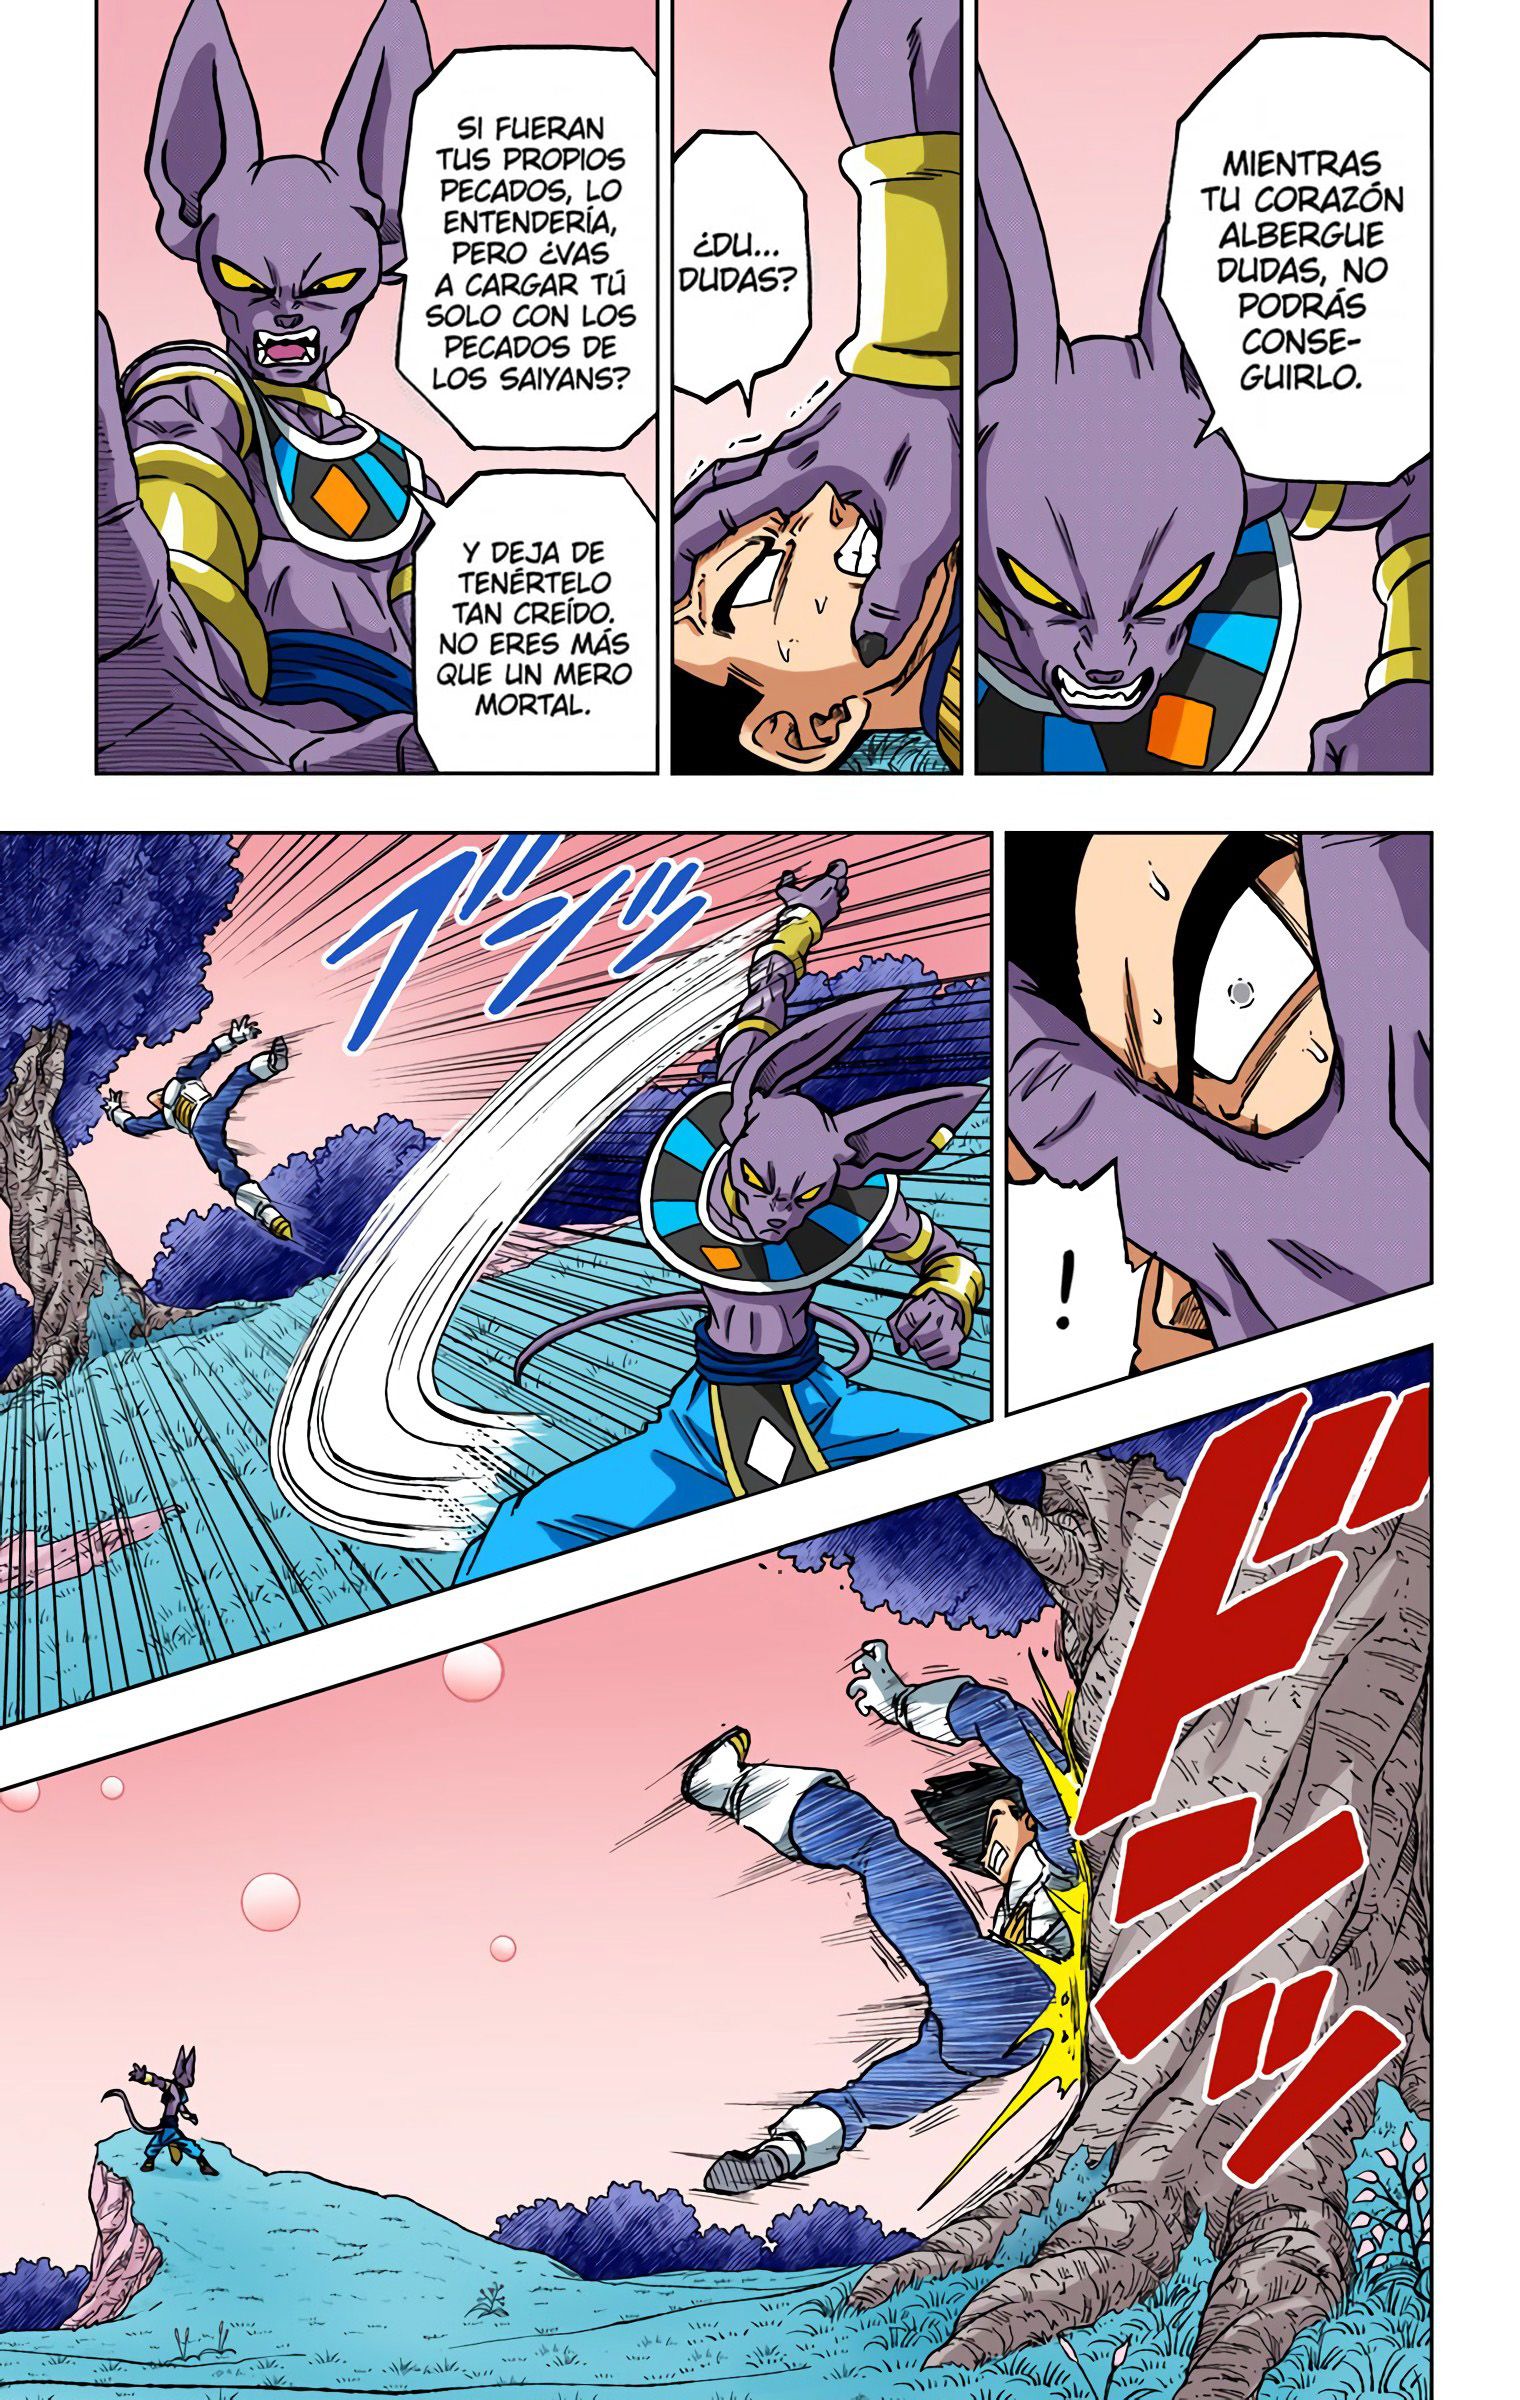 MIENTRAS
TU CORAZÓN
ALBERGUE
DUDAS, NO
PODRÁS
CONSE-
GUIRLO.
¿DU...
DUDAS?
SI FUERAN
TUS PROPIOS
PECADOS, LO
ENTENDERÍA,
PERO ¿VAS
A CARGAR TÚ
SOLO CON LOS
PECADOS DE
LOS SAIYANS?
Y DEJA DE
TENÉRTELO
TAN CREÍDO.
NO ERES MÁS
QUE UN MERO
MORTAL.
!
ブンッ
ドンッ